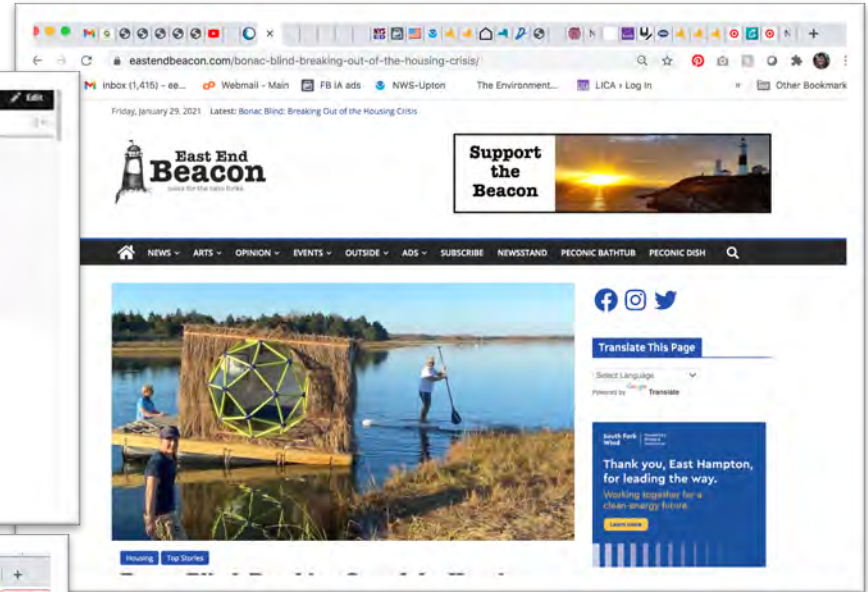 Edit
eastendbeacon.com/bonac-blind-breaking-out-of-the-housing-crisis/
Inbox (1,415) - ee... Webmail - Main FB IA ads NWS-Upton The Environment... LICA › Log In » Other Bookmark
Friday, January 29, 2021 Latest: Bonac Blind: Breaking Out of the Housing Crisis
East End
Beacon
Support
the
Beacon
NEWS ARTS OPINION EVENTS OUTSIDE ADS SUBSCRIBE NEWSSTAND PECONIC BATHTUB PECONIC DISH
Translate This Page
Select Language
Powered by Google Translate
South Fork
Wind
Thank you, East Hampton,
for leading the way.
Working together for a
clean-energy future.
Learn more
Housing Top Stories